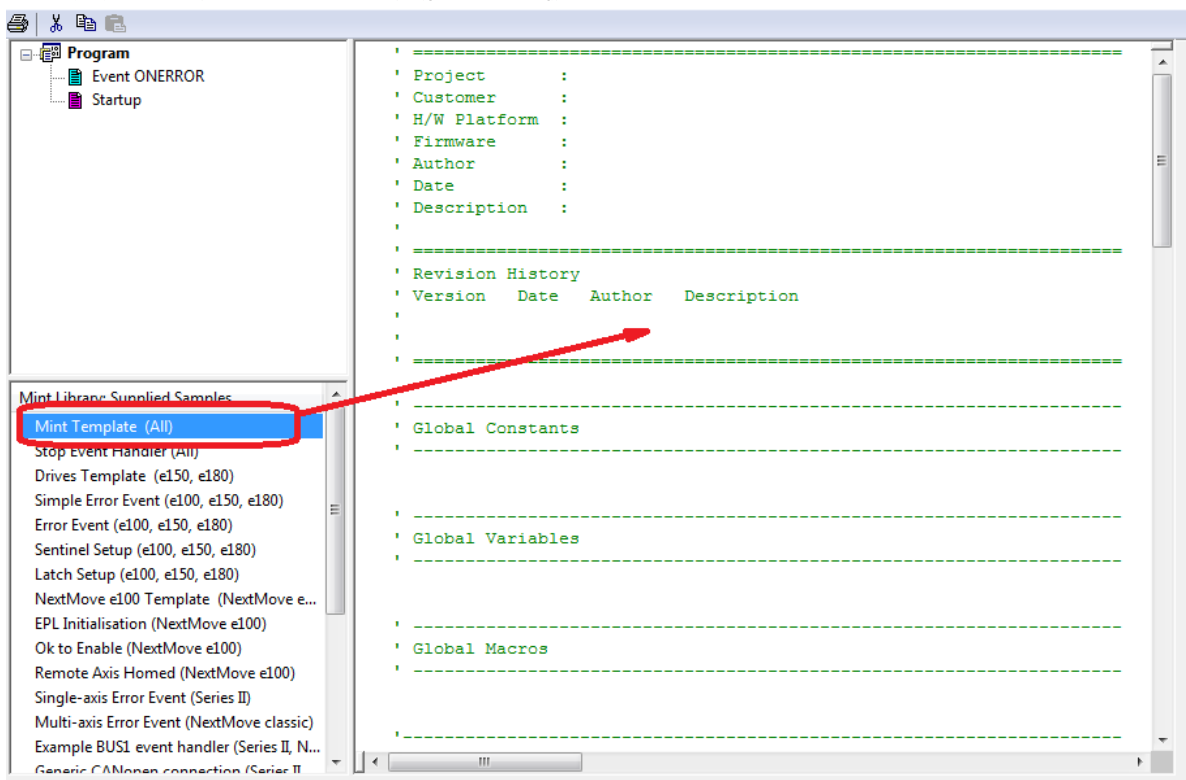 Program
Event ONERROR
Startup
Mint Library: Supplied Samples
Mint Template (All)
Stop Event Handler (All)
Drives Template (e150, e180)
Simple Error Event (e100, e150, e180)
Error Event (e100, e150, e180)
Sentinel Setup (e100, e150, e180)
Latch Setup (e100, e150, e180)
NextMove e100 Template (NextMove e...
EPL Initialisation (NextMove e100)
Ok to Enable (NextMove e100)
Remote Axis Homed (NextMove e100)
Single-axis Error Event (Series II)
Multi-axis Error Event (NextMove classic)
Example BUS1 event handler (Series II, N...
Generic CANopen connection (Series II
' ====================================================================
' Project :
' Customer :
' H/W Platform :
' Firmware :
' Author :
' Date :
' Description :
'
' ====================================================================
' Revision History
' Version Date Author Description
'
'
' ====================================================================
' --------------------------------------------------------------------
' Global Constants
' --------------------------------------------------------------------
' --------------------------------------------------------------------
' Global Variables
' --------------------------------------------------------------------
' --------------------------------------------------------------------
' Global Macros
' --------------------------------------------------------------------
'---------------------------------------------------------------------